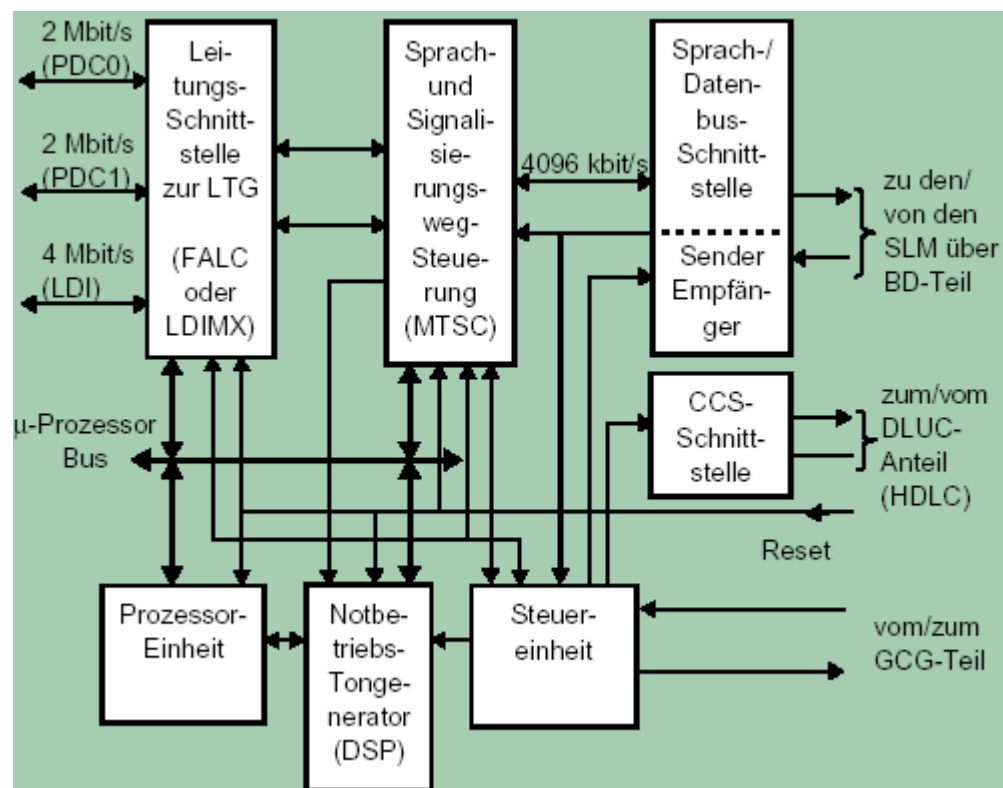 2 Mbit/s
(PDC0)
2 Mbit/s
(PDC1)
4 Mbit/s
(LDI)
Lei-
tungs-
Schnitt-
stelle
zur LTG
(FALC
oder
LDIMX)
Sprach-
und
Signali-
sie-
rungs-
weg-
Steue-
rung
(MTSC)
4096 kbit/s
Sprach-/
Daten-
bus-
Schnitt-
stelle
Sender
Empfän-
ger
zu den/
von den
SLM über
BD-Teil
CCS-
Schnitt-
stelle
zum/vom
DLUC-
Anteil
(HDLC)
µ-Prozessor
Bus
Reset
Prozessor-
Einheit
Notbe-
triebs-
Tonge-
nerator
(DSP)
Steuer-
einheit
vom/zum
GCG-Teil